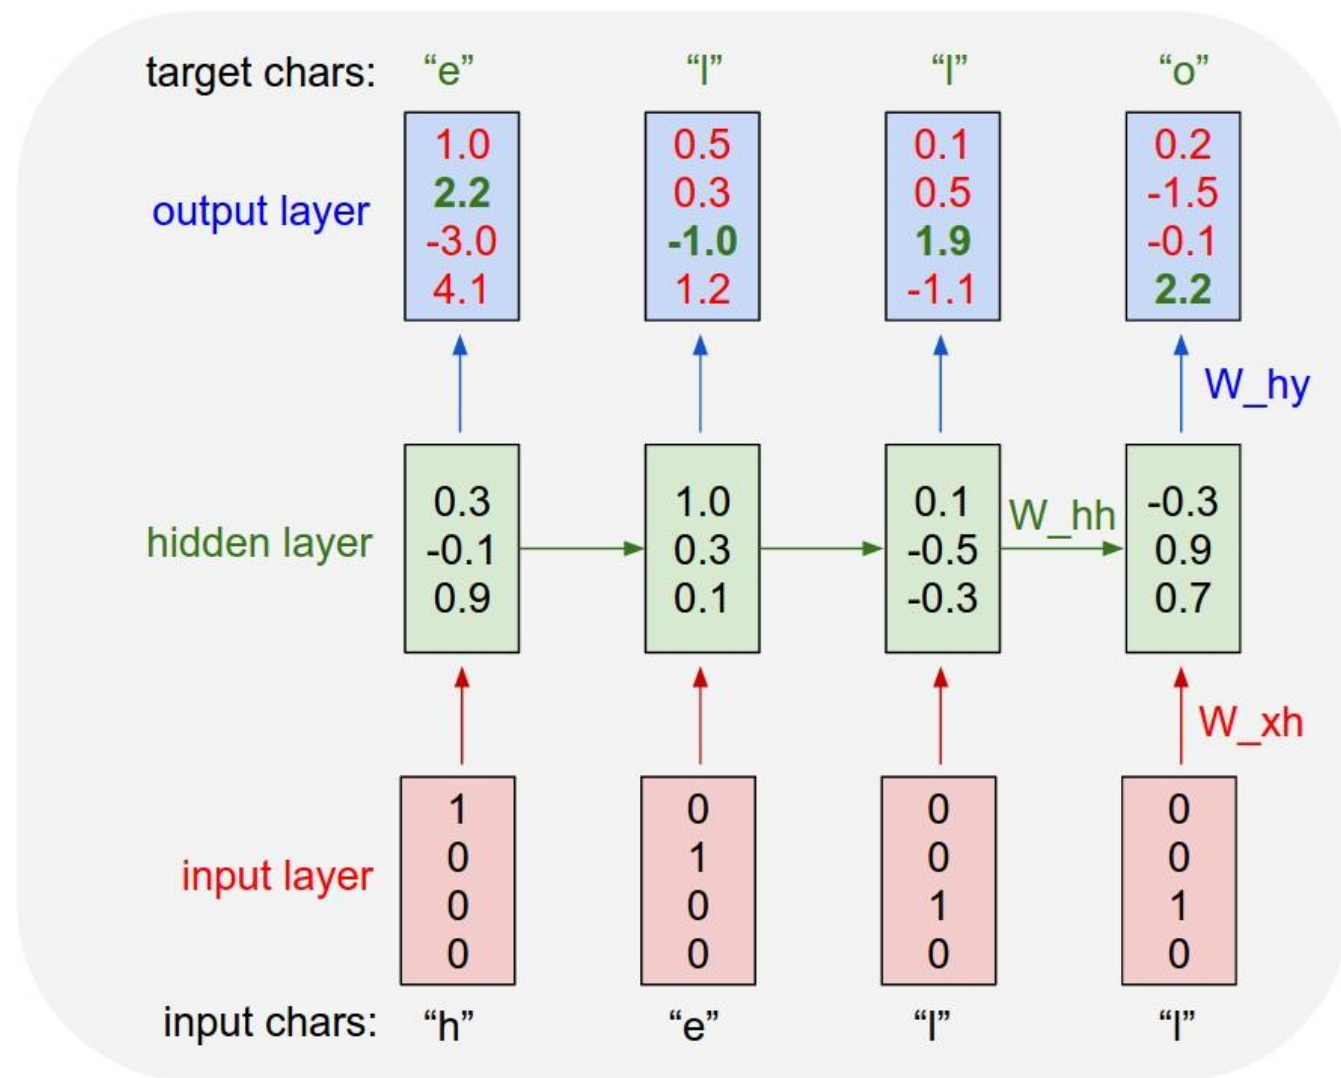 target chars: “e” “l” “l” “o”
1.0 0.5 0.1 0.2
2.2 0.3 0.5 -1.5
output layer
-3.0 -1.0 1.9 -0.1
4.1 1.2 -1.1 2.2
W_hy
0.3 1.0 0.1 -0.3
W_hh
hidden layer -0.1 0.3 -0.5 0.9
0.9 0.1 -0.3 0.7
W_xh
1 0 0 0
0 1 0 0
input layer
0 0 1 1
0 0 0 0
input chars: “h” “e” “l” “l”